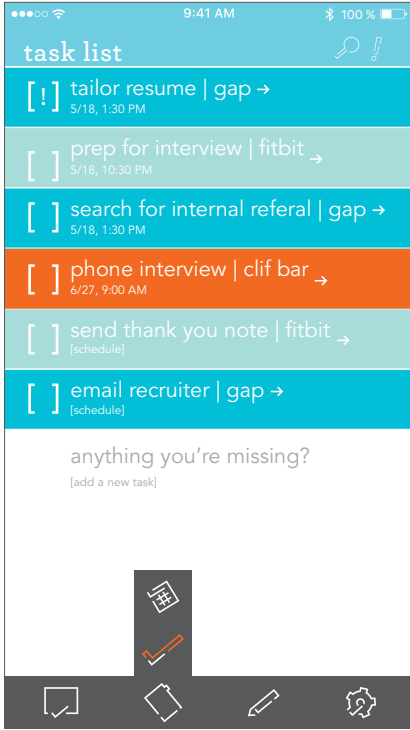 9:41 AM 100 %
task list
[!] tailor resume | gap →
5/18, 1:30 PM
[ ] prep for interview | fitbit →
5/18, 10:30 PM
[ ] search for internal referal | gap →
5/18, 1:30 PM
[ ] phone interview | clif bar →
6/27, 9:00 AM
[ ] send thank you note | fitbit →
[schedule]
[ ] email recruiter | gap →
[schedule]
anything you're missing?
[add a new task]